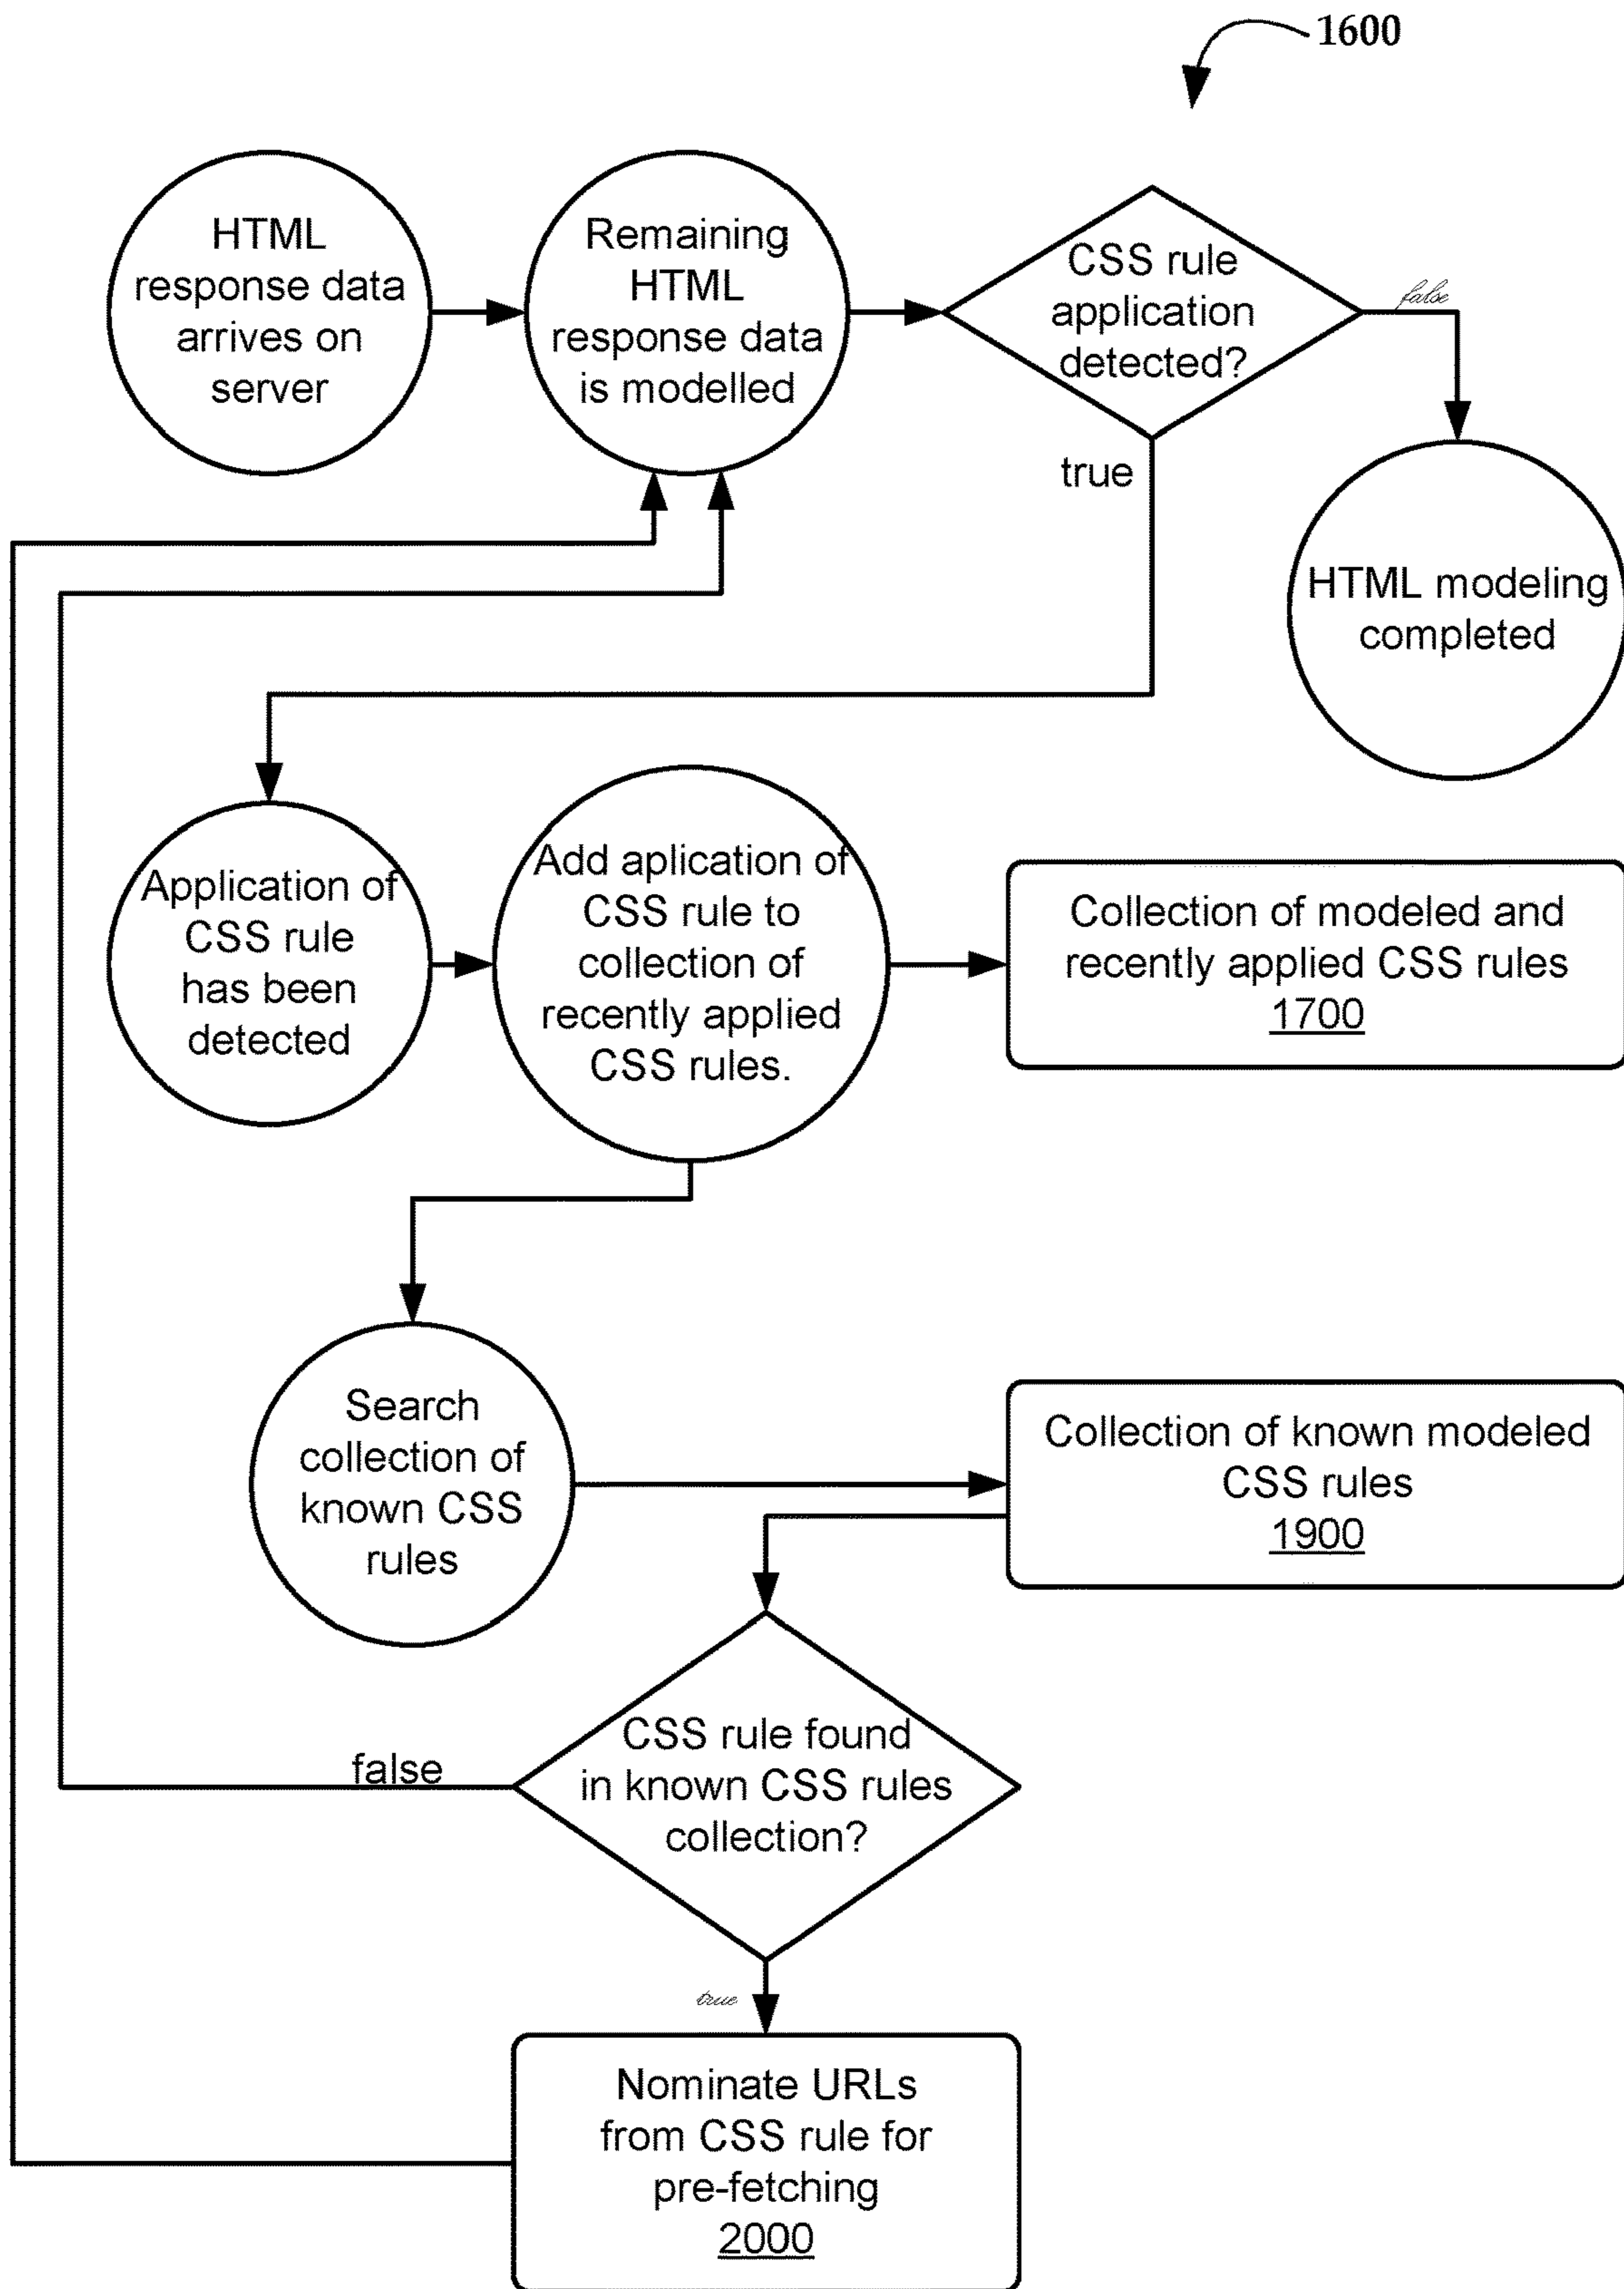 1600
HTML
response data
arrives on
server
Remaining
HTML
response data
is modelled
CSS rule
application
detected?
false
true
HTML modeling
completed
Application of
CSS rule
has been
detected
Add aplication of
CSS rule to
collection of
recently applied
CSS rules.
Collection of modeled and
recently applied CSS rules
1700
Search
collection of
known CSS
rules
Collection of known modeled
CSS rules
1900
CSS rule found
in known CSS rules
collection?
false
true
Nominate URLs
from CSS rule for
pre-fetching
2000